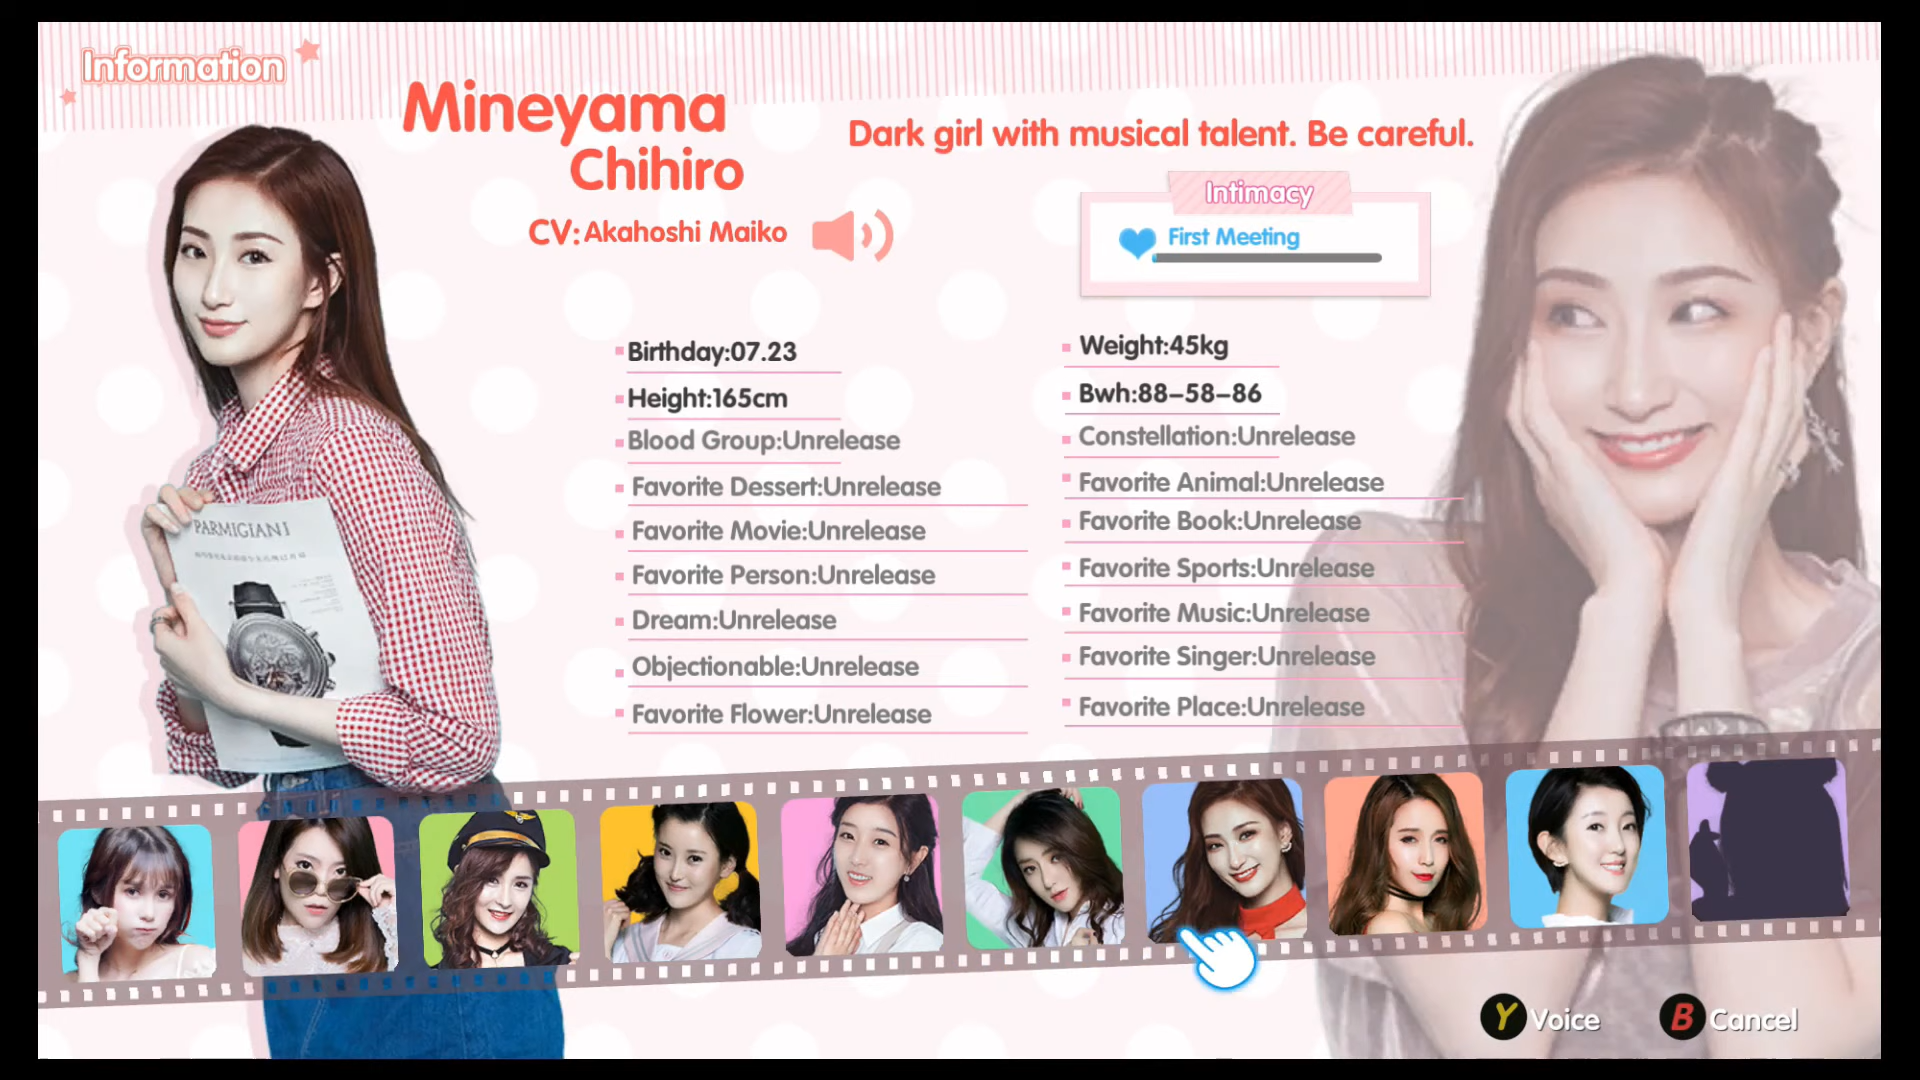 Information
Mineyama
Chihiro
CV:Akahoshi Maiko
Dark girl with musical talent. Be careful.
Intimacy
First Meeting
Birthday:07.23
Height:165cm
Blood Group:Unrelease
Favorite Dessert:Unrelease
Favorite Movie:Unrelease
Favorite Person:Unrelease
Dream:Unrelease
Objectionable:Unrelease
Favorite Flower:Unrelease
Weight:45kg
Bwh:88-58-86
Constellation:Unrelease
Favorite Animal:Unrelease
Favorite Book:Unrelease
Favorite Sports:Unrelease
Favorite Music:Unrelease
Favorite Singer:Unrelease
Favorite Place:Unrelease
PARMIGIANI
Y Voice
B Cancel